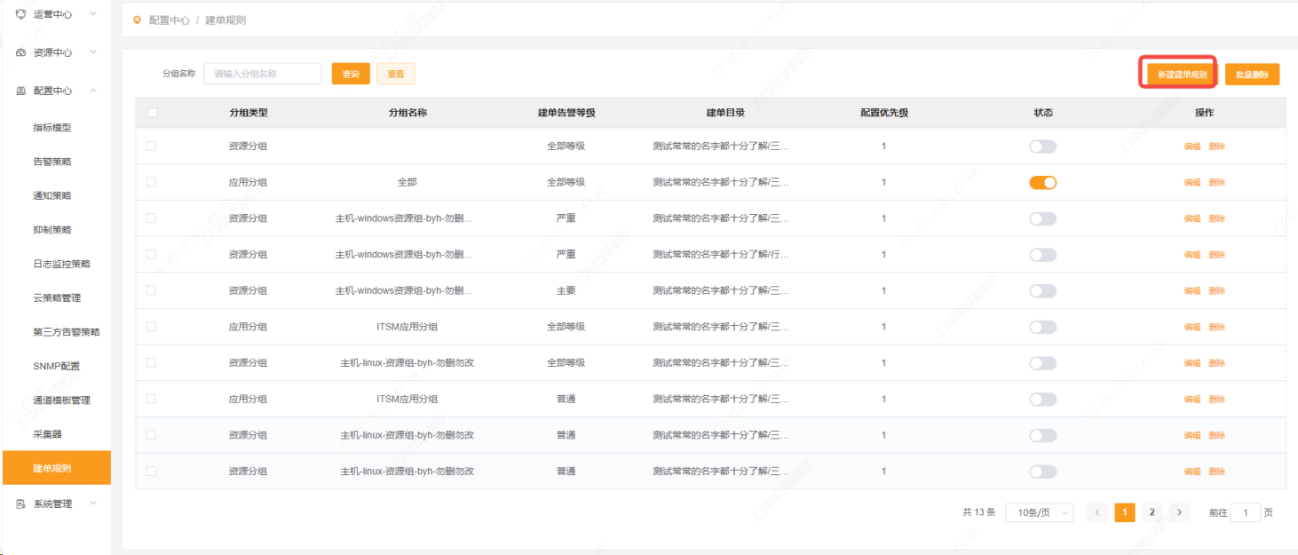 运营中心
资源中心
配置中心
指标模型
告警策略
通知策略
抑制策略
日志监控策略
云策略管理
第三方告警策略
SNMP配置
通道模板管理
采集器
建单规则
系统管理
配置中心 / 建单规则
分组名称 请输入分组名称 查询 重置 新建建单规则 批量删除
分组类型 分组名称 建单告警等级 建单目录 配置优先级 状态 操作
资源分组 全部等级 测试常常的名字都十分了解/三... 1 编辑 删除
应用分组 全部 全部等级 测试常常的名字都十分了解/三... 1 编辑 删除
资源分组 主机-windows资源组-byh-勿删... 严重 测试常常的名字都十分了解/三... 1 编辑 删除
资源分组 主机-windows资源组-byh-勿删... 严重 测试常常的名字都十分了解/行... 1 编辑 删除
资源分组 主机-windows资源组-byh-勿删... 主要 测试常常的名字都十分了解/三... 1 编辑 删除
应用分组 ITSM应用分组 全部等级 测试常常的名字都十分了解/三... 1 编辑 删除
资源分组 主机-linux-资源组-byh-勿删勿改 全部等级 测试常常的名字都十分了解/三... 1 编辑 删除
应用分组 ITSM应用分组 普通 测试常常的名字都十分了解/三... 1 编辑 删除
资源分组 主机-linux-资源组-byh-勿删勿改 普通 测试常常的名字都十分了解/三... 1 编辑 删除
资源分组 主机-linux-资源组-byh-勿删勿改 普通 测试常常的名字都十分了解/三... 1 编辑 删除
共 13 条 10条/页 < 1 2 > 前往 1 页